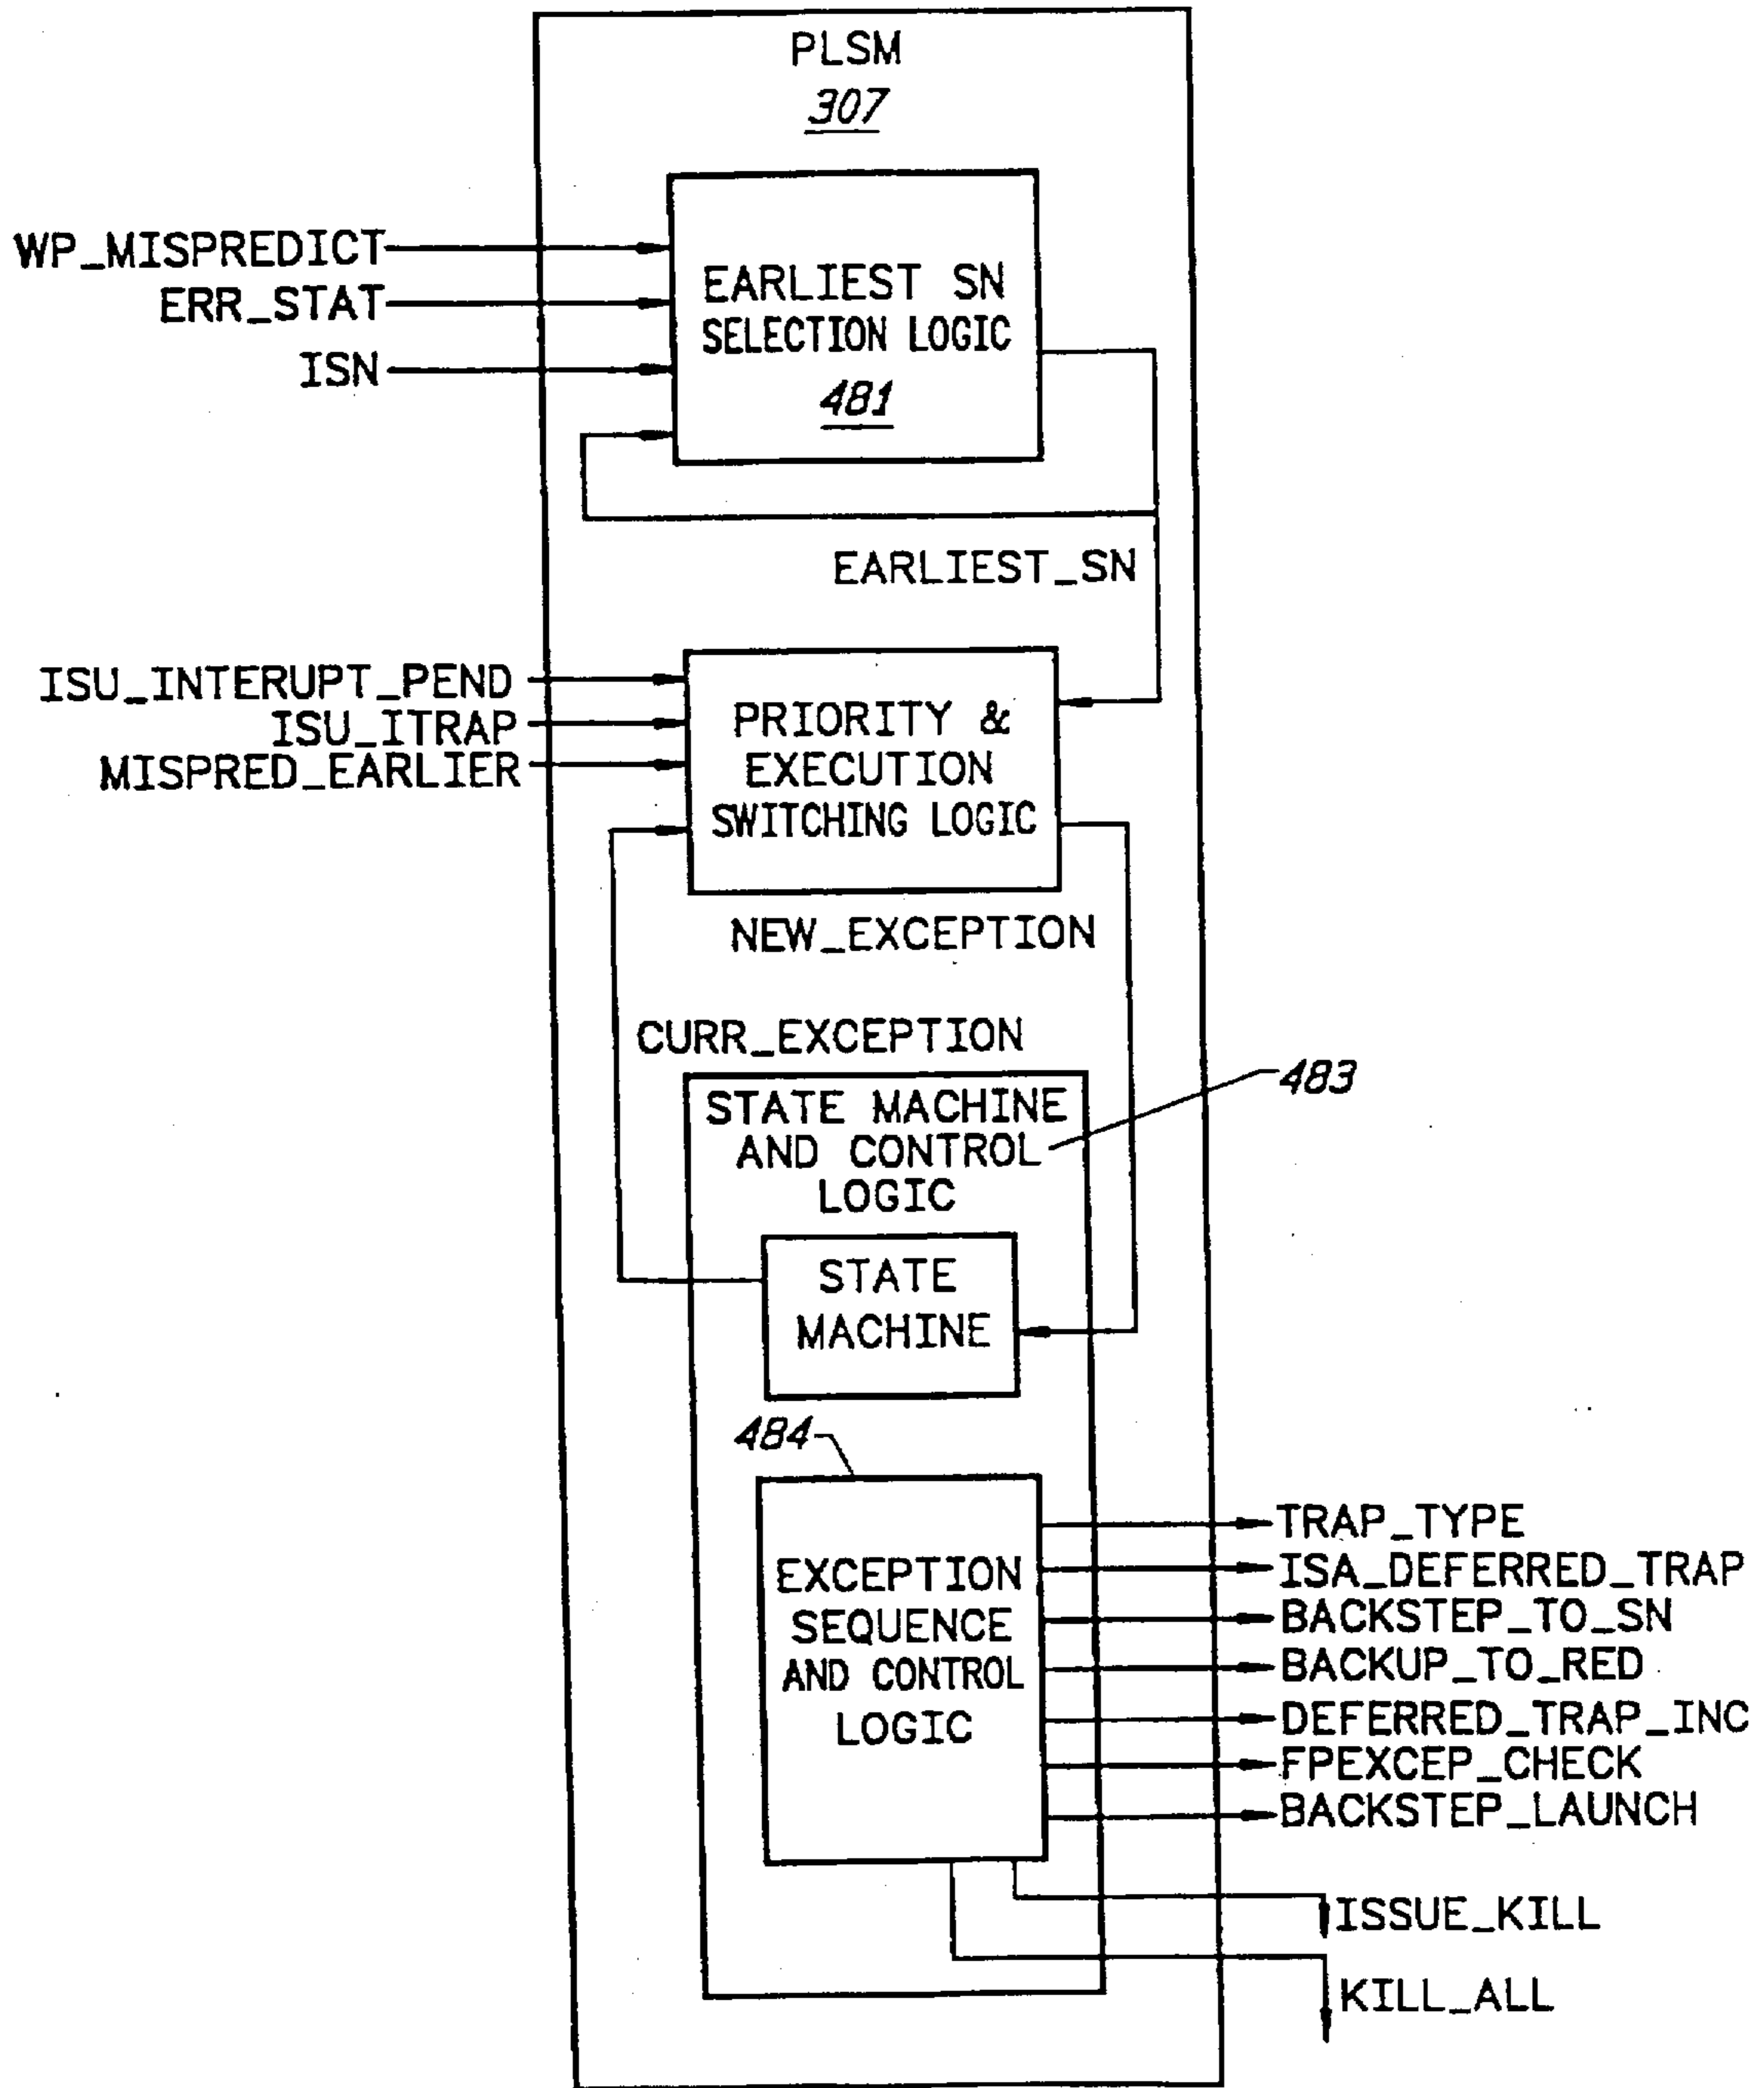 PLSM
307
WP_MISPREDICT
ERR_STAT
ISN
EARLIEST SN
SELECTION LOGIC
481
EARLIEST_SN
ISU_INTERUPT_PEND
ISU_ITRAP
MISPRED_EARLIER
PRIORITY &
EXECUTION
SWITCHING LOGIC
NEW_EXCEPTION
CURR_EXCEPTION
STATE MACHINE
AND CONTROL
LOGIC
483
STATE
MACHINE
484
EXCEPTION
SEQUENCE
AND CONTROL
LOGIC
TRAP_TYPE
ISA_DEFERRED_TRAP
BACKSTEP_TO_SN
BACKUP_TO_RED
DEFERRED_TRAP_INC
FPEXCEP_CHECK
BACKSTEP_LAUNCH
ISSUE_KILL
KILL_ALL